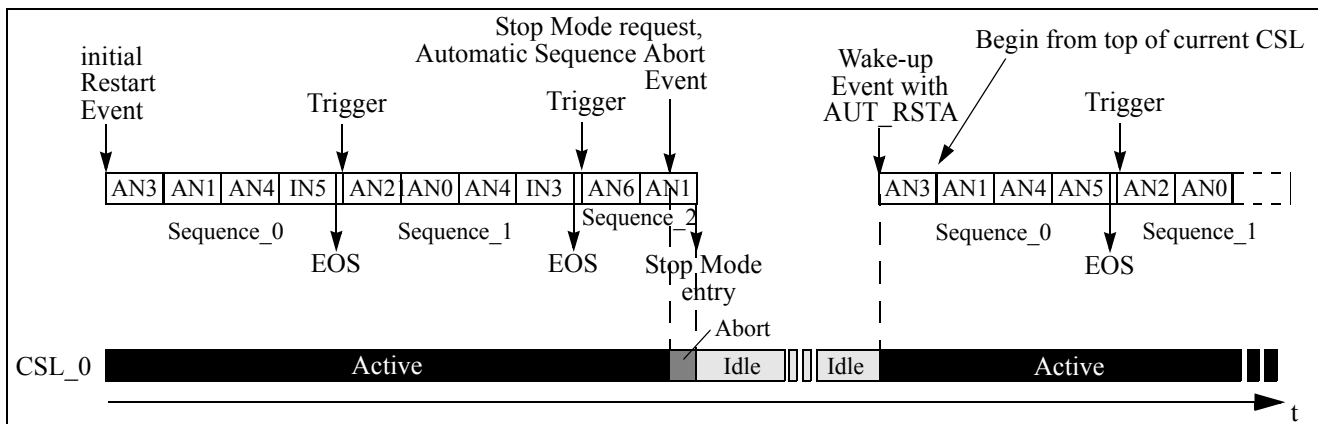 Stop Mode request,
Automatic Sequence Abort
Event
initial
Restart
Event
Trigger
Trigger
Wake-up
Event with
AUT_RSTA
Begin from top of current CSL
Trigger
AN3 AN1 AN4 IN5 AN21 AN0 AN4 IN3 AN6 AN1
AN3 AN1 AN4 AN5 AN2 AN0
Sequence_0
Sequence_1
Sequence_2
Sequence_0
Sequence_1
EOS
EOS
Stop Mode
entry
EOS
Abort
CSL_0
Active
Idle
Idle
Active
t